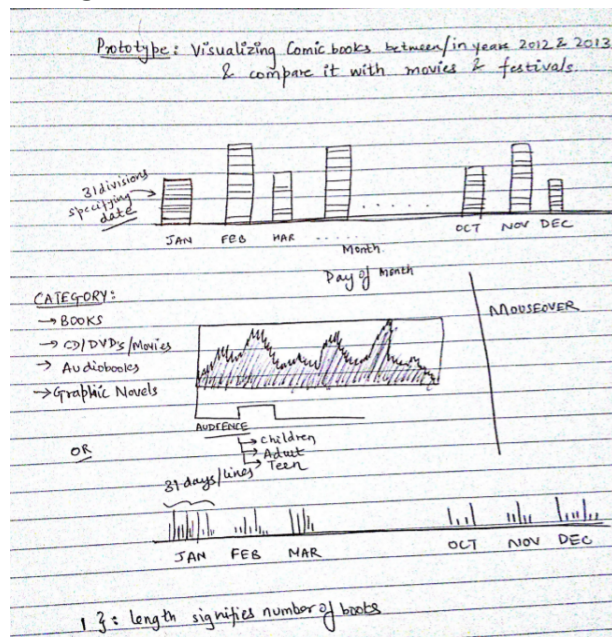 Prototype: Visualizing Comic books between/in years 2012 & 2013
& compare it with movies & festivals.
31 divisions
specifying
date
JAN FEB MAR ...... OCT NOV DEC
Month
Day of Month
CATEGORY:
→ BOOKS
→ CD/DVD's/Movies
→ Audiobooks
→ Graphic Novels
MOUSEOVER
AUDIENCE
→ children
→ Adult
→ Teen
OR
31 days/lines
JAN FEB MAR OCT NOV DEC
1 }: length signifies number of books